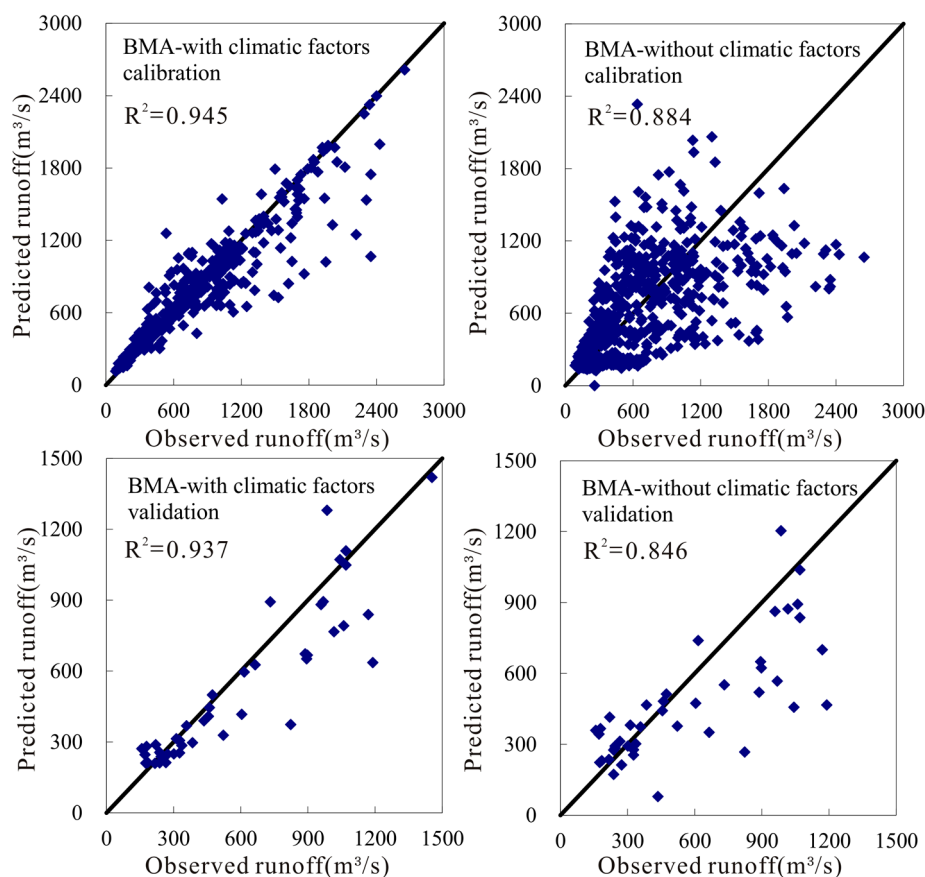 BMA-with climatic factors
calibration
R²=0.945
Predicted runoff(m³/s)
3000
2400
1800
1200
600
0
0 600 1200 1800 2400 3000
Observed runoff(m³/s)
BMA-without climatic factors
calibration
R²=0.884
Predicted runoff(m³/s)
3000
2400
1800
1200
600
0
0 600 1200 1800 2400 3000
Observed runoff(m³/s)
BMA-with climatic factors
validation
R²=0.937
Predicted runoff(m³/s)
1500
1200
900
600
300
0
0 300 600 900 1200 1500
Observed runoff(m³/s)
BMA-without climatic factors
validation
R²=0.846
Predicted runoff(m³/s)
1500
1200
900
600
300
0
0 300 600 900 1200 1500
Observed runoff(m³/s)